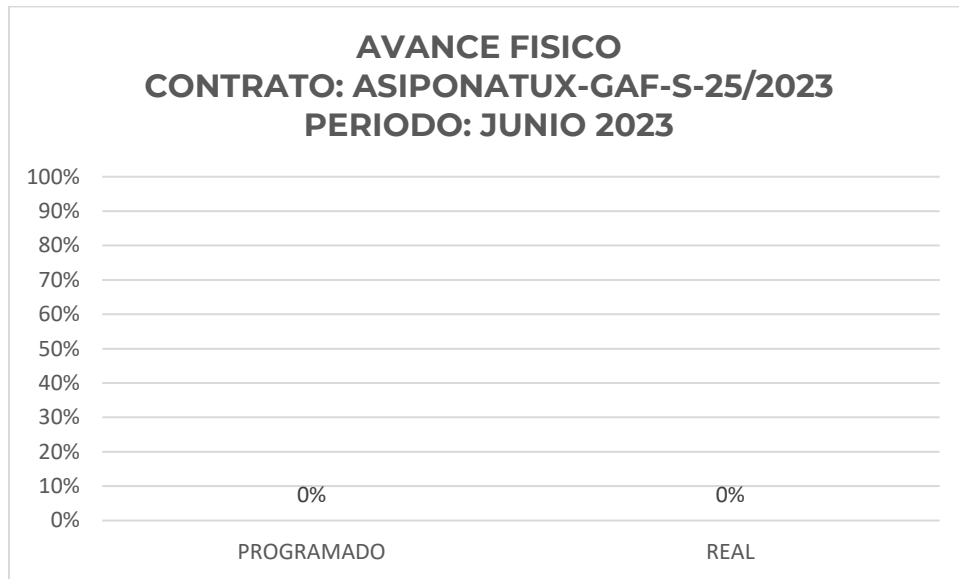 AVANCE FISICO
CONTRATO: ASIPONATUX-GAF-S-25/2023
PERIODO: JUNIO 2023
100%
90%
80%
70%
60%
50%
40%
30%
20%
10%
0%
0%
0%
PROGRAMADO
REAL